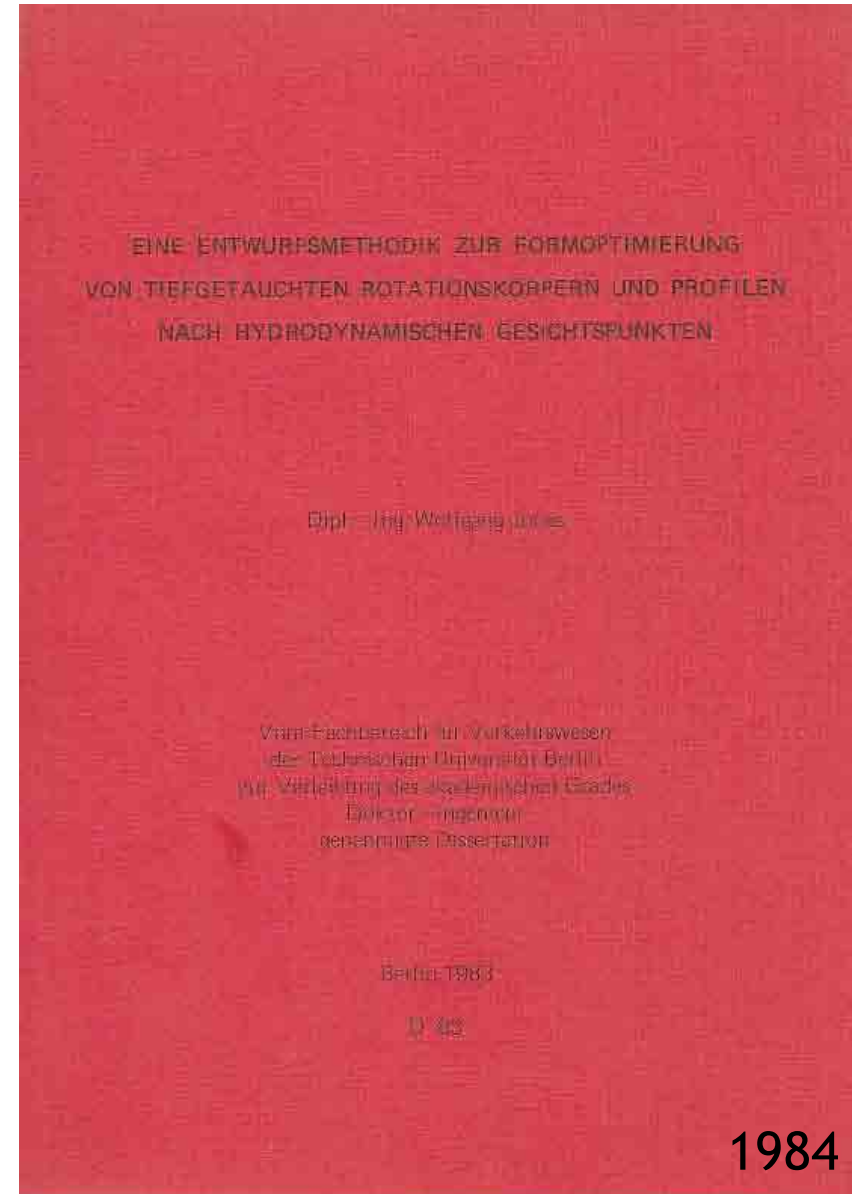 EINE ENTWURFSMETHODIK ZUR FORMOPTIMIERUNG
VON TIEFGETAUCHTEN ROTATIONSKÖRPERN UND PROFILEN
NACH HYDRODYNAMISCHEN GESICHTSPUNKTEN
Dipl.-Ing. Wolfgang Jonas
Vom Fachbereich für Verkehrswesen
der Technischen Universität Berlin
zur Verleihung des akademischen Grades
Doktor-Ingenieur
genehmigte Dissertation
Berlin 1983
D 83
1984